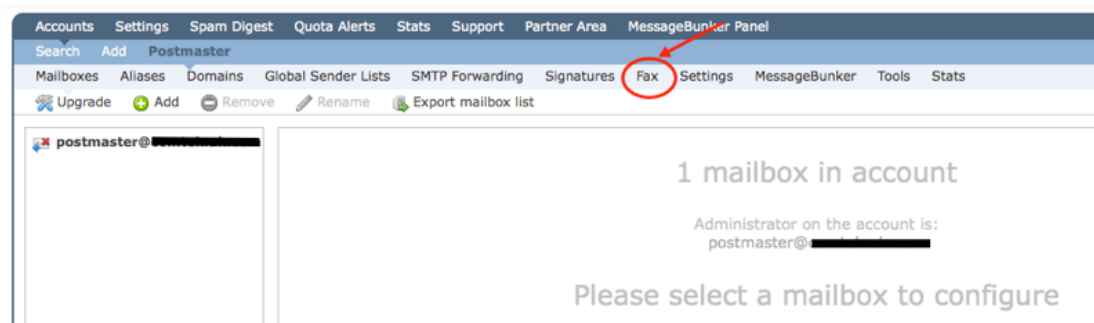 Accounts Settings Spam Digest Quota Alerts Stats Support Partner Area MessageBunker Panel
Search Add Postmaster
Mailboxes Aliases Domains Global Sender Lists SMTP Forwarding Signatures Fax Settings MessageBunker Tools Stats
Upgrade Add Remove Rename Export mailbox list
postmaster@
1 mailbox in account
Administrator on the account is:
postmaster@
Please select a mailbox to configure